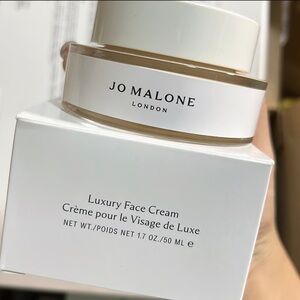 JO MALONE
LONDON
Luxury Face Cream
Crème pour le Visage de Luxe
NET WT./POIDS NET 1.7 OZ./50 ML ℮